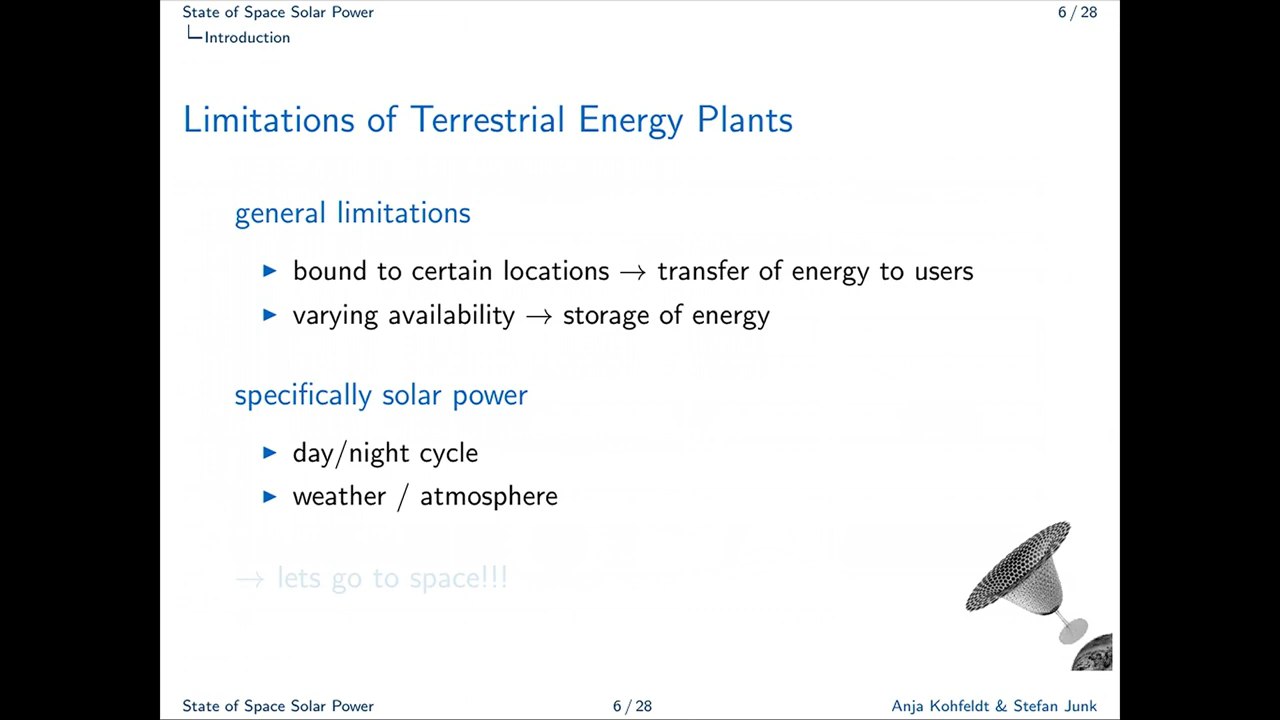 State of Space Solar Power 6 / 28
Introduction
Limitations of Terrestrial Energy Plants
general limitations
▶ bound to certain locations → transfer of energy to users
▶ varying availability → storage of energy
specifically solar power
▶ day/night cycle
▶ weather / atmosphere
→ lets go to space!!!
State of Space Solar Power 6 / 28 Anja Kohfeldt & Stefan Junk